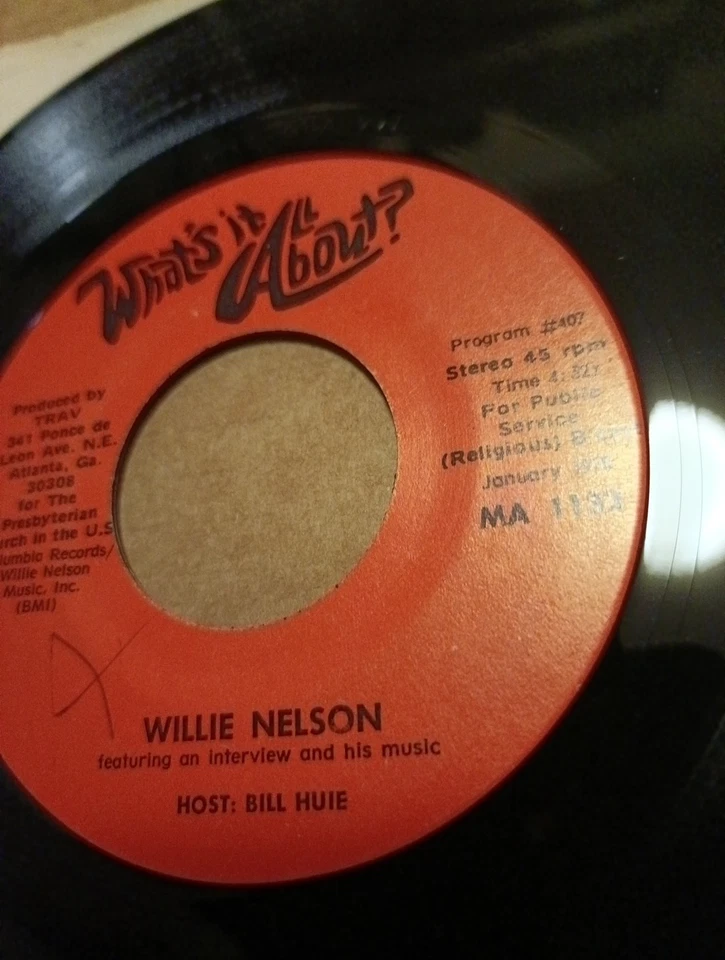 What's it All About?
Program #407
Stereo 45 rpm
Time 4:
For Public
Service
(Religious)
January
MA
Produced by
TRAV
341 Ponce de
Leon Ave. N.E.
Atlanta, Ga.
30308
for The
Presbyterian
rch in the U.S
lumbia Records/
Willie Nelson
Music, Inc.
(BMI)
WILLIE NELSON
featuring an interview and his music
HOST: BILL HUIE